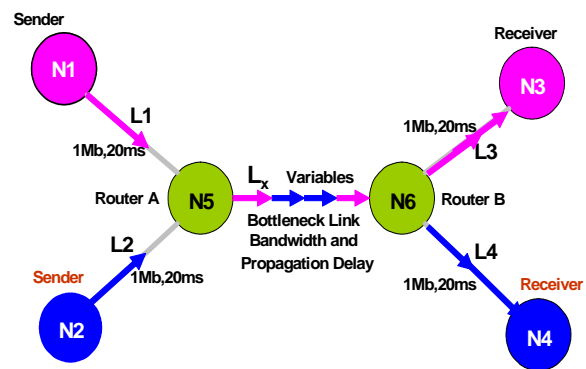 Sender
N1
L1
1Mb,20ms
Receiver
N3
1Mb,20ms
L3
Router A
N5
Lx
Variables
N6
Router B
Bottleneck Link
Bandwidth and
Propagation Delay
L2
Sender
1Mb,20ms
N2
L4
1Mb,20ms
Receiver
N4